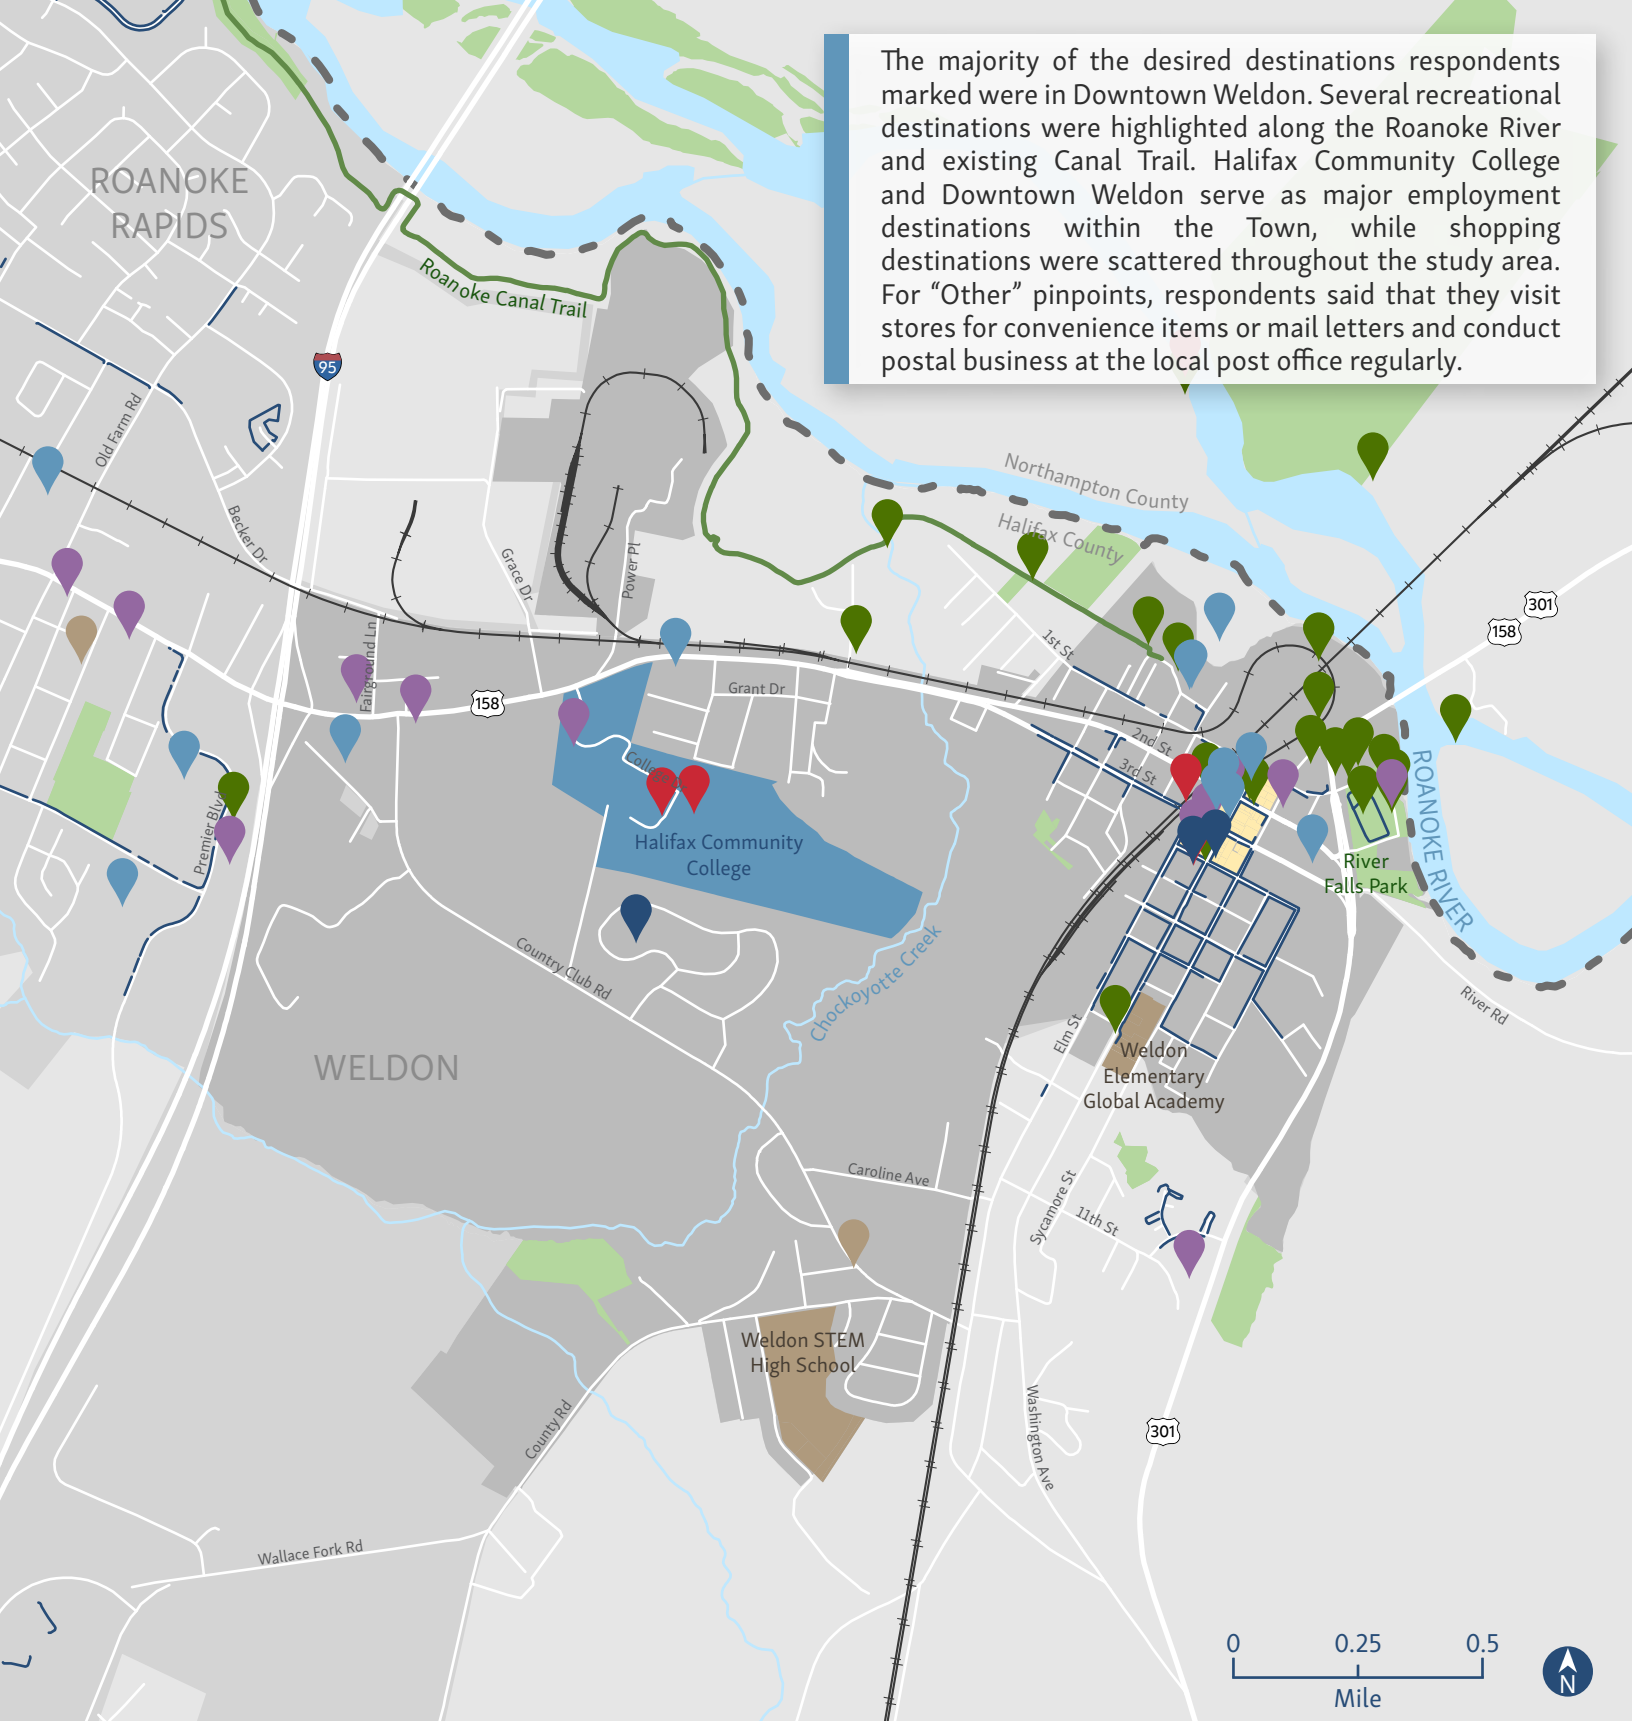 The majority of the desired destinations respondents
marked were in Downtown Weldon. Several recreational
destinations were highlighted along the Roanoke River
and existing Canal Trail. Halifax Community College
and Downtown Weldon serve as major employment
destinations within the Town, while shopping
destinations were scattered throughout the study area.
For “Other” pinpoints, respondents said that they visit
stores for convenience items or mail letters and conduct
postal business at the local post office regularly.
ROANOKE
RAPIDS
Roanoke Canal Trail
95
Old Farm Rd
Becker Dr
Grace Dr
Power Pl
Northampton County
Halifax County
301
158
1st St
Fairground Ln
158
Grant Dr
2nd St
3rd St
College
Premier Blvd
Halifax Community
College
ROANOKE RIVER
River
Falls Park
Country Club Rd
Chockoyotte Creek
River Rd
Elm St
WELDON
Weldon
Elementary
Global Academy
Caroline Ave
Sycamore St
11th St
Weldon STEM
High School
County Rd
Washington Ave
301
Wallace Fork Rd
0 0.25 0.5
Mile
N